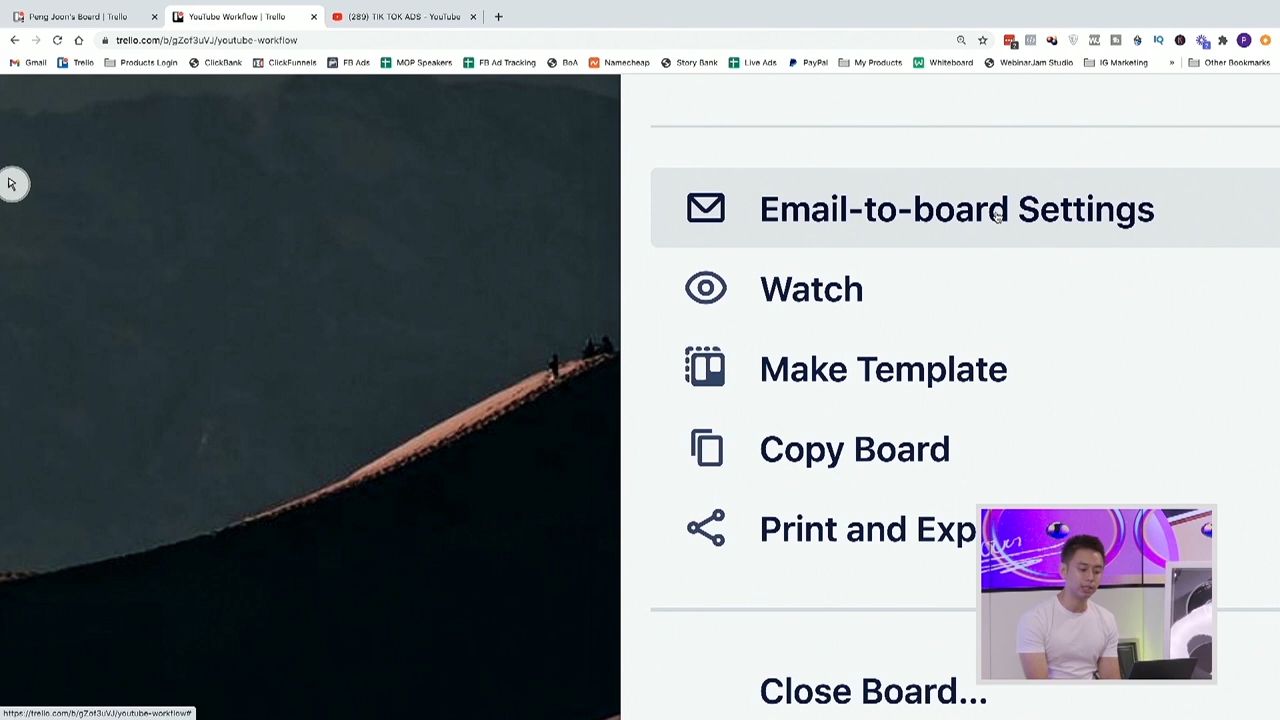 Peng Joon's Board | Trello
YouTube Workflow | Trello
(289) TIK TOK ADS - YouTube
trello.com/b/gZof3uVJ/youtube-workflow
Gmail
Trello
Products Login
ClickBank
ClickFunnels
FB Ads
MOP Speakers
FB Ad Tracking
BoA
Namecheap
Story Bank
Live Ads
PayPal
My Products
Whiteboard
WebinarJam Studio
IG Marketing
»
Other Bookmarks
Email-to-board Settings
Watch
Make Template
Copy Board
Print and Exp
Close Board...
https://trello.com/b/gZof3uVJ/youtube-workflow#